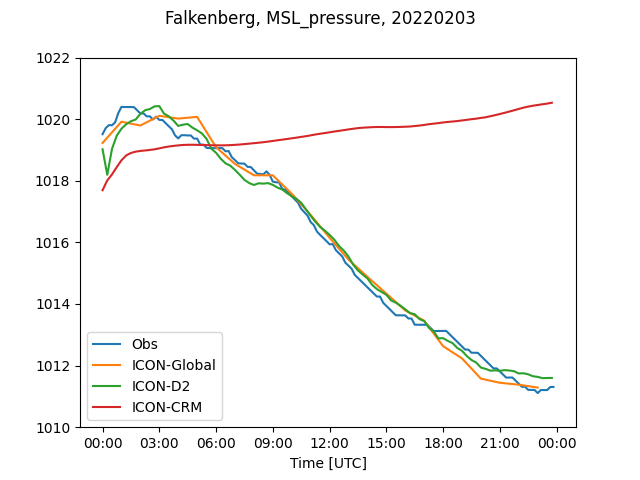 Falkenberg, MSL_pressure, 20220203
1022
1020
1018
1016
1014
1012
1010
Obs
ICON-Global
ICON-D2
ICON-CRM
00:00 03:00 06:00 09:00 12:00 15:00 18:00 21:00 00:00
Time [UTC]